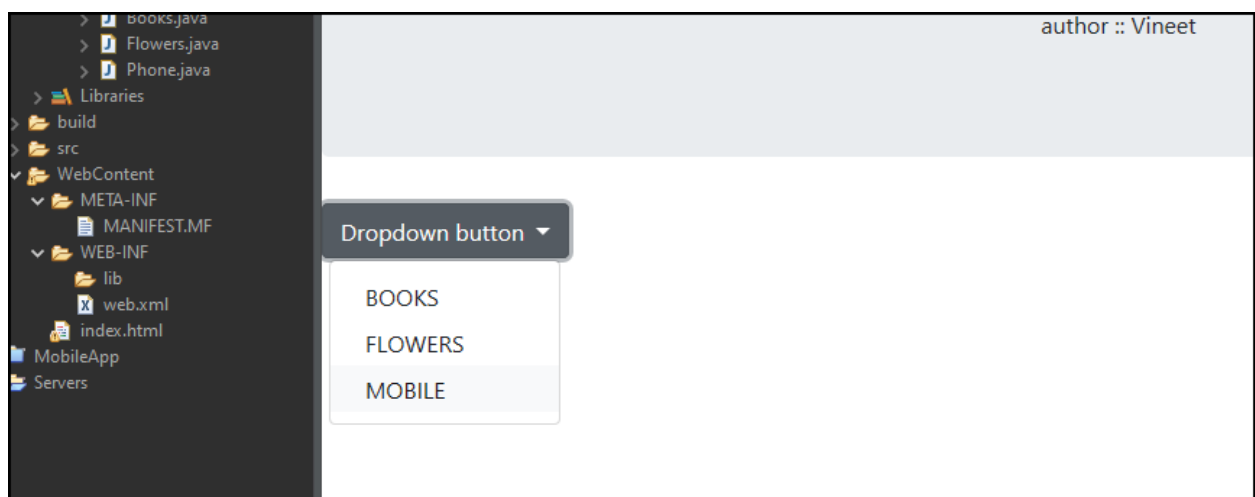 Books.java
Flowers.java
Phone.java
Libraries
build
src
WebContent
META-INF
MANIFEST.MF
WEB-INF
lib
web.xml
index.html
MobileApp
Servers
author :: Vineet
Dropdown button
BOOKS
FLOWERS
MOBILE